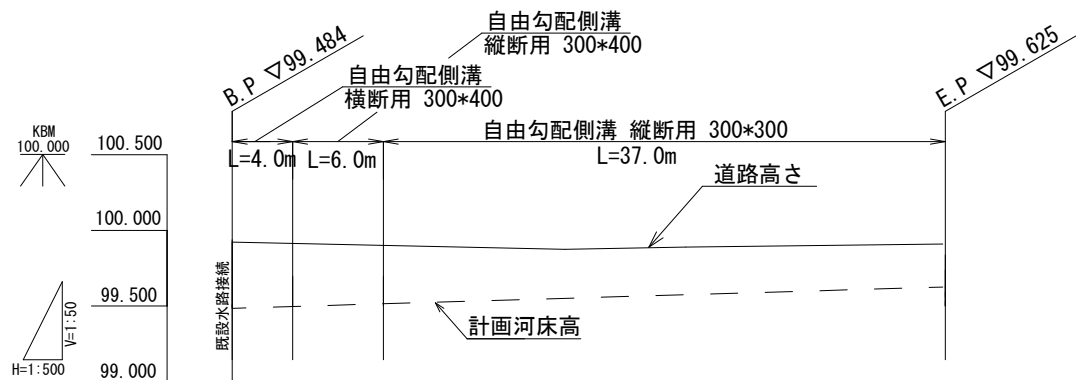 自由勾配側溝
縦断用 300*400
B.P ▽99.484
自由勾配側溝
横断用 300*400
E.P ▽99.625
KBM
100.000
100.500
自由勾配側溝 縦断用 300*300
L=4.0m
L=6.0m
L=37.0m
道路高さ
100.000
99.500
既設水路接続
計画河床高
V=1:50
H=1:500
99.000